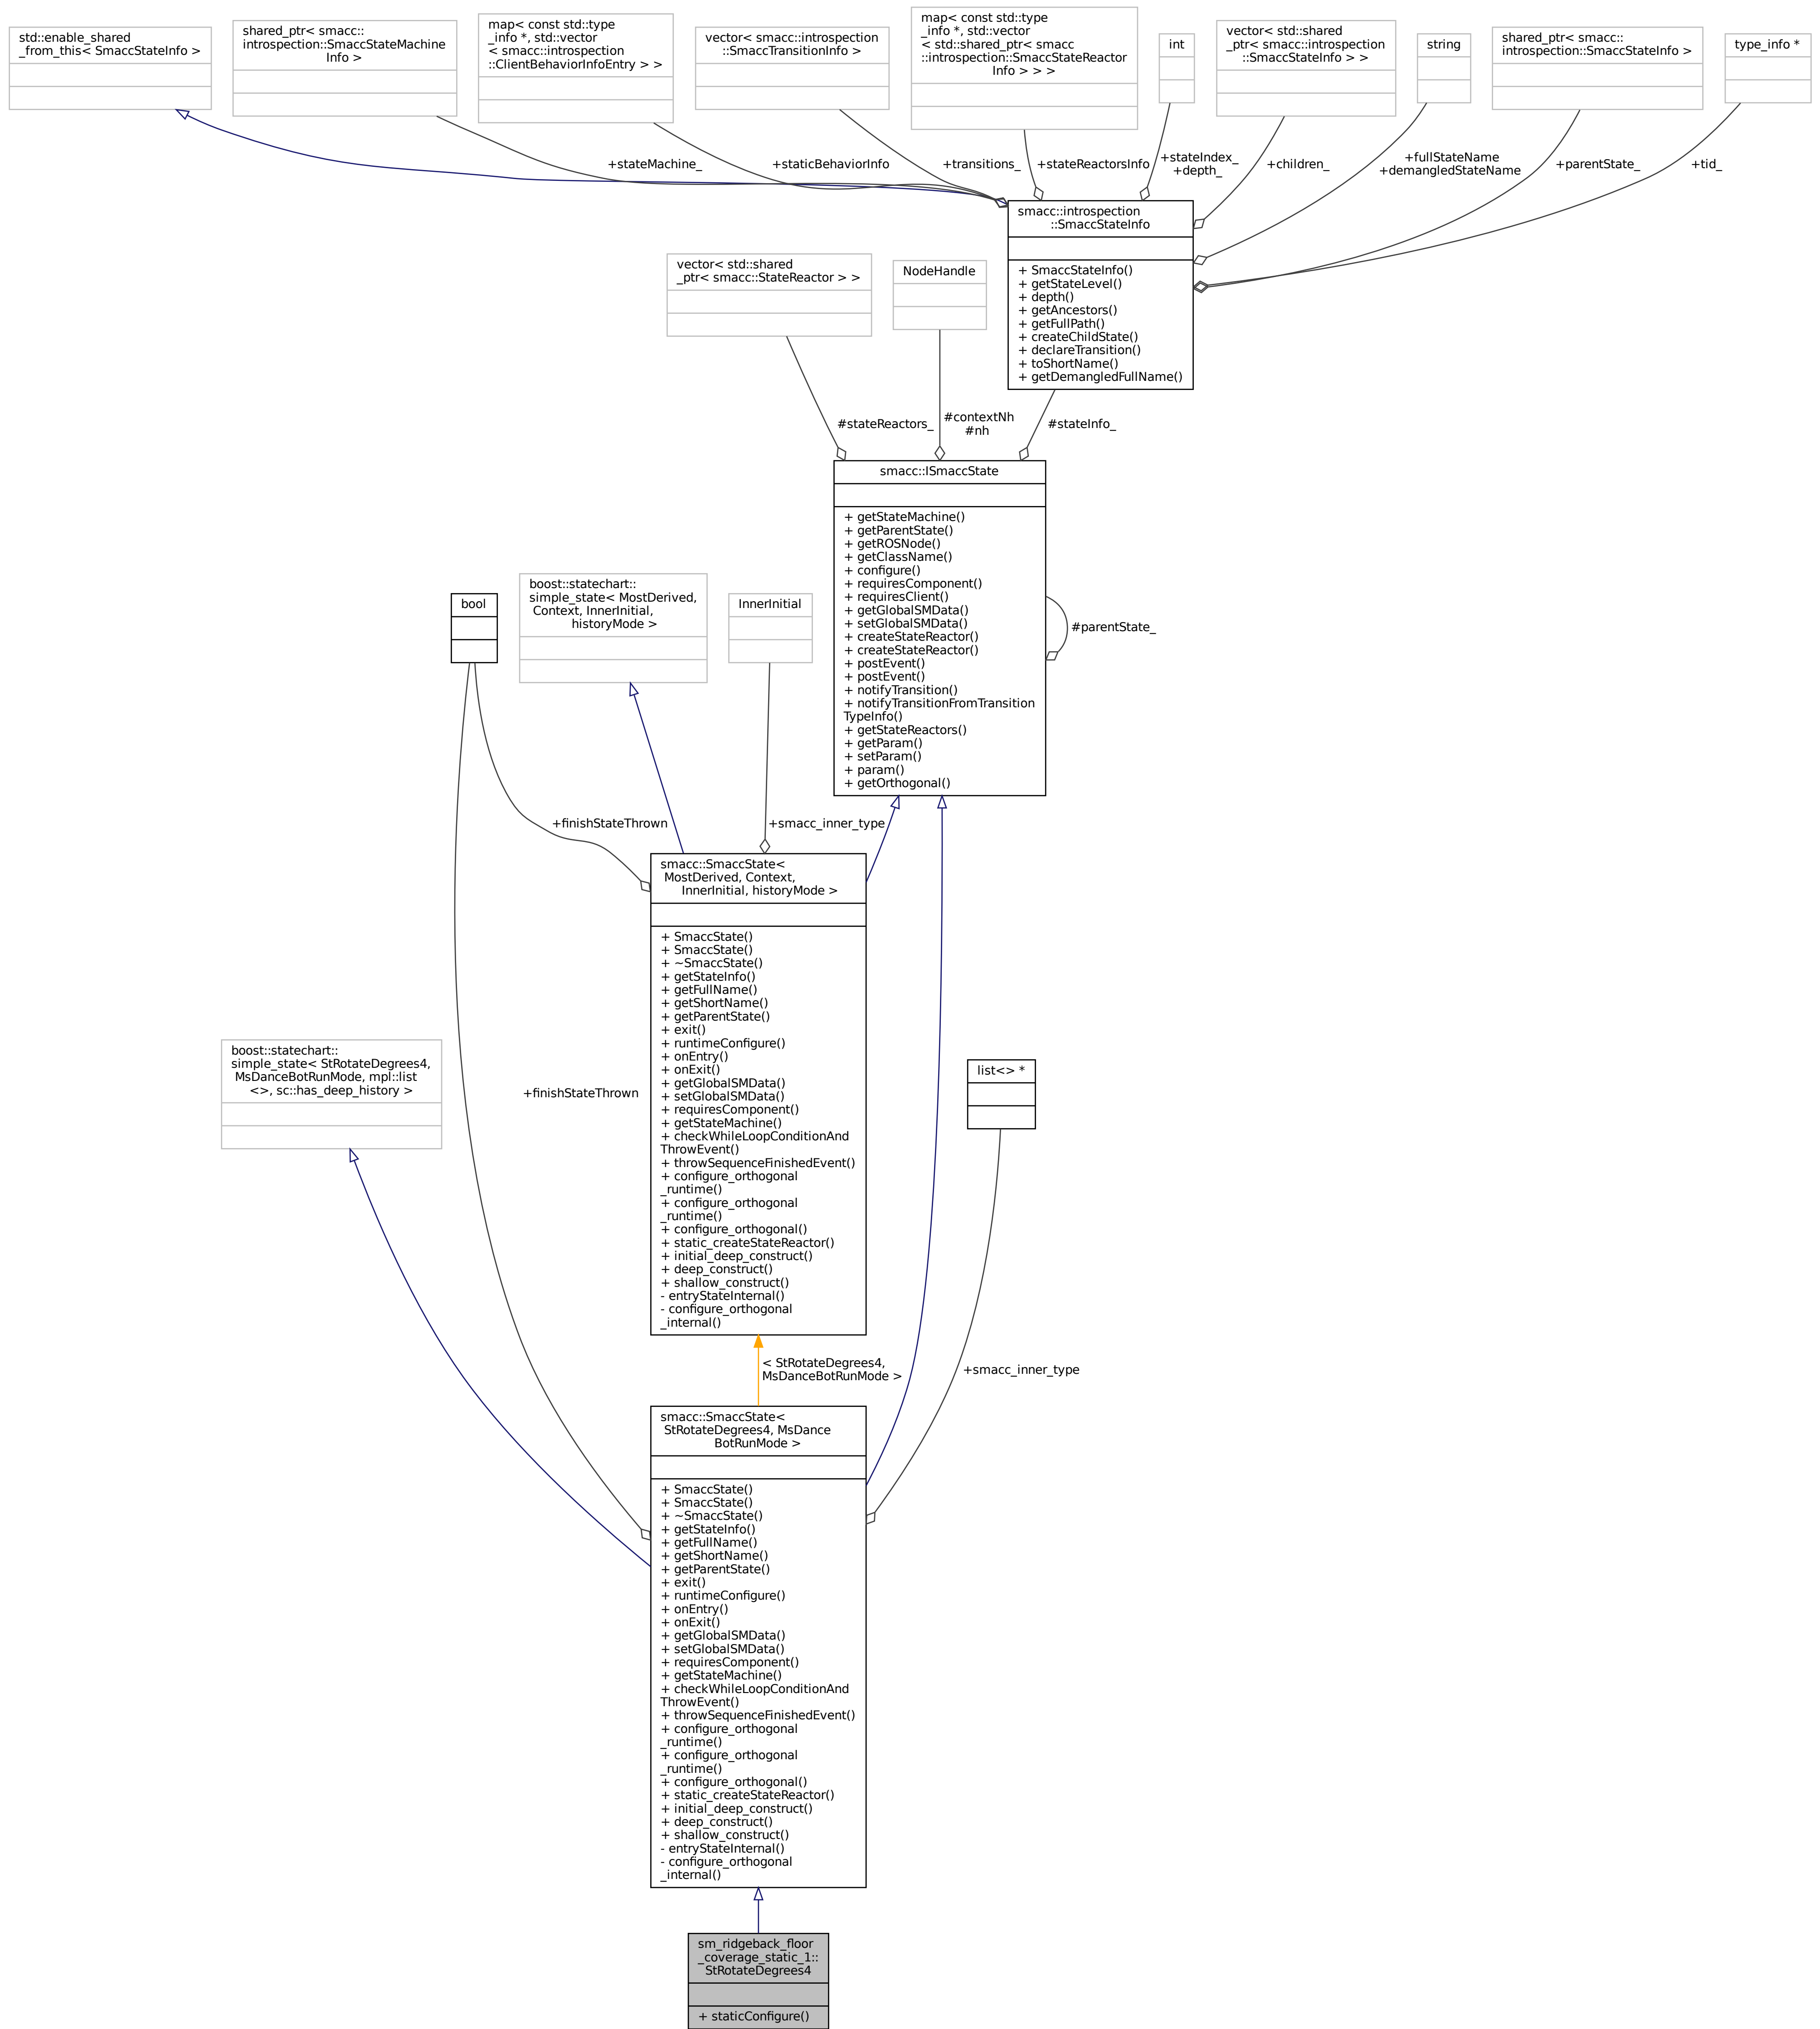 std::enable_shared
_from_this< SmaccStateInfo >
shared_ptr< smacc::
introspection::SmaccStateMachine
Info >
map< const std::type
_info *, std::vector
< smacc::introspection
::ClientBehaviorInfoEntry > >
vector< smacc::introspection
::SmaccTransitionInfo >
map< const std::type
_info *, std::vector
< std::shared_ptr< smacc
::introspection::SmaccStateReactor
Info > > >
int
vector< std::shared
_ptr< smacc::introspection
::SmaccStateInfo > >
string
shared_ptr< smacc::
introspection::SmaccStateInfo >
type_info *
+stateMachine_
+staticBehaviorInfo
+transitions_
+stateReactorsInfo
+stateIndex_
+depth_
+children_
+fullStateName
+demangledStateName
+parentState_
+tid_
smacc::introspection
::SmaccStateInfo
+ SmaccStateInfo()
+ getStateLevel()
+ depth()
+ getAncestors()
+ getFullPath()
+ createChildState()
+ declareTransition()
+ toShortName()
+ getDemangledFullName()
vector< std::shared
_ptr< smacc::StateReactor > >
NodeHandle
#stateReactors_
#contextNh
#nh
#stateInfo_
smacc::ISmaccState
+ getStateMachine()
+ getParentState()
+ getROSNode()
+ getClassName()
+ configure()
+ requiresComponent()
+ requiresClient()
+ getGlobalSMData()
+ setGlobalSMData()
+ createStateReactor()
+ createStateReactor()
+ postEvent()
+ postEvent()
+ notifyTransition()
+ notifyTransitionFromTransition
TypeInfo()
+ getStateReactors()
+ getParam()
+ setParam()
+ param()
+ getOrthogonal()
#parentState_
bool
boost::statechart::
simple_state< MostDerived,
Context, InnerInitial,
historyMode >
InnerInitial
+finishStateThrown
+smacc_inner_type
smacc::SmaccState<
MostDerived, Context,
InnerInitial, historyMode >
+ SmaccState()
+ SmaccState()
+ ~SmaccState()
+ getStateInfo()
+ getFullName()
+ getShortName()
+ getParentState()
+ exit()
+ runtimeConfigure()
+ onEntry()
+ onExit()
+ getGlobalSMData()
+ setGlobalSMData()
+ requiresComponent()
+ getStateMachine()
+ checkWhileLoopConditionAnd
ThrowEvent()
+ throwSequenceFinishedEvent()
+ configure_orthogonal
_runtime()
+ configure_orthogonal
_runtime()
+ configure_orthogonal()
+ static_createStateReactor()
+ initial_deep_construct()
+ deep_construct()
+ shallow_construct()
- entryStateInternal()
- configure_orthogonal
_internal()
boost::statechart::
simple_state< StRotateDegrees4,
MsDanceBotRunMode, mpl::list
<>, sc::has_deep_history >
+finishStateThrown
list<> *
< StRotateDegrees4,
MsDanceBotRunMode >
+smacc_inner_type
smacc::SmaccState<
StRotateDegrees4, MsDance
BotRunMode >
+ SmaccState()
+ SmaccState()
+ ~SmaccState()
+ getStateInfo()
+ getFullName()
+ getShortName()
+ getParentState()
+ exit()
+ runtimeConfigure()
+ onEntry()
+ onExit()
+ getGlobalSMData()
+ setGlobalSMData()
+ requiresComponent()
+ getStateMachine()
+ checkWhileLoopConditionAnd
ThrowEvent()
+ throwSequenceFinishedEvent()
+ configure_orthogonal
_runtime()
+ configure_orthogonal
_runtime()
+ configure_orthogonal()
+ static_createStateReactor()
+ initial_deep_construct()
+ deep_construct()
+ shallow_construct()
- entryStateInternal()
- configure_orthogonal
_internal()
sm_ridgeback_floor
_coverage_static_1::
StRotateDegrees4
+ staticConfigure()